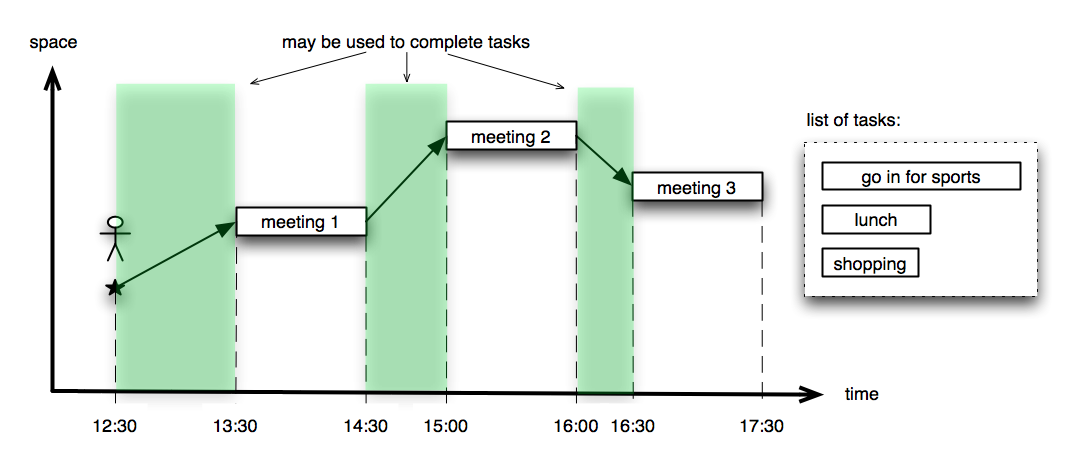 space
may be used to complete tasks
list of tasks:
meeting 2
go in for sports
meeting 3
meeting 1
lunch
shopping
time
12:30
13:30
14:30
15:00
16:00
16:30
17:30